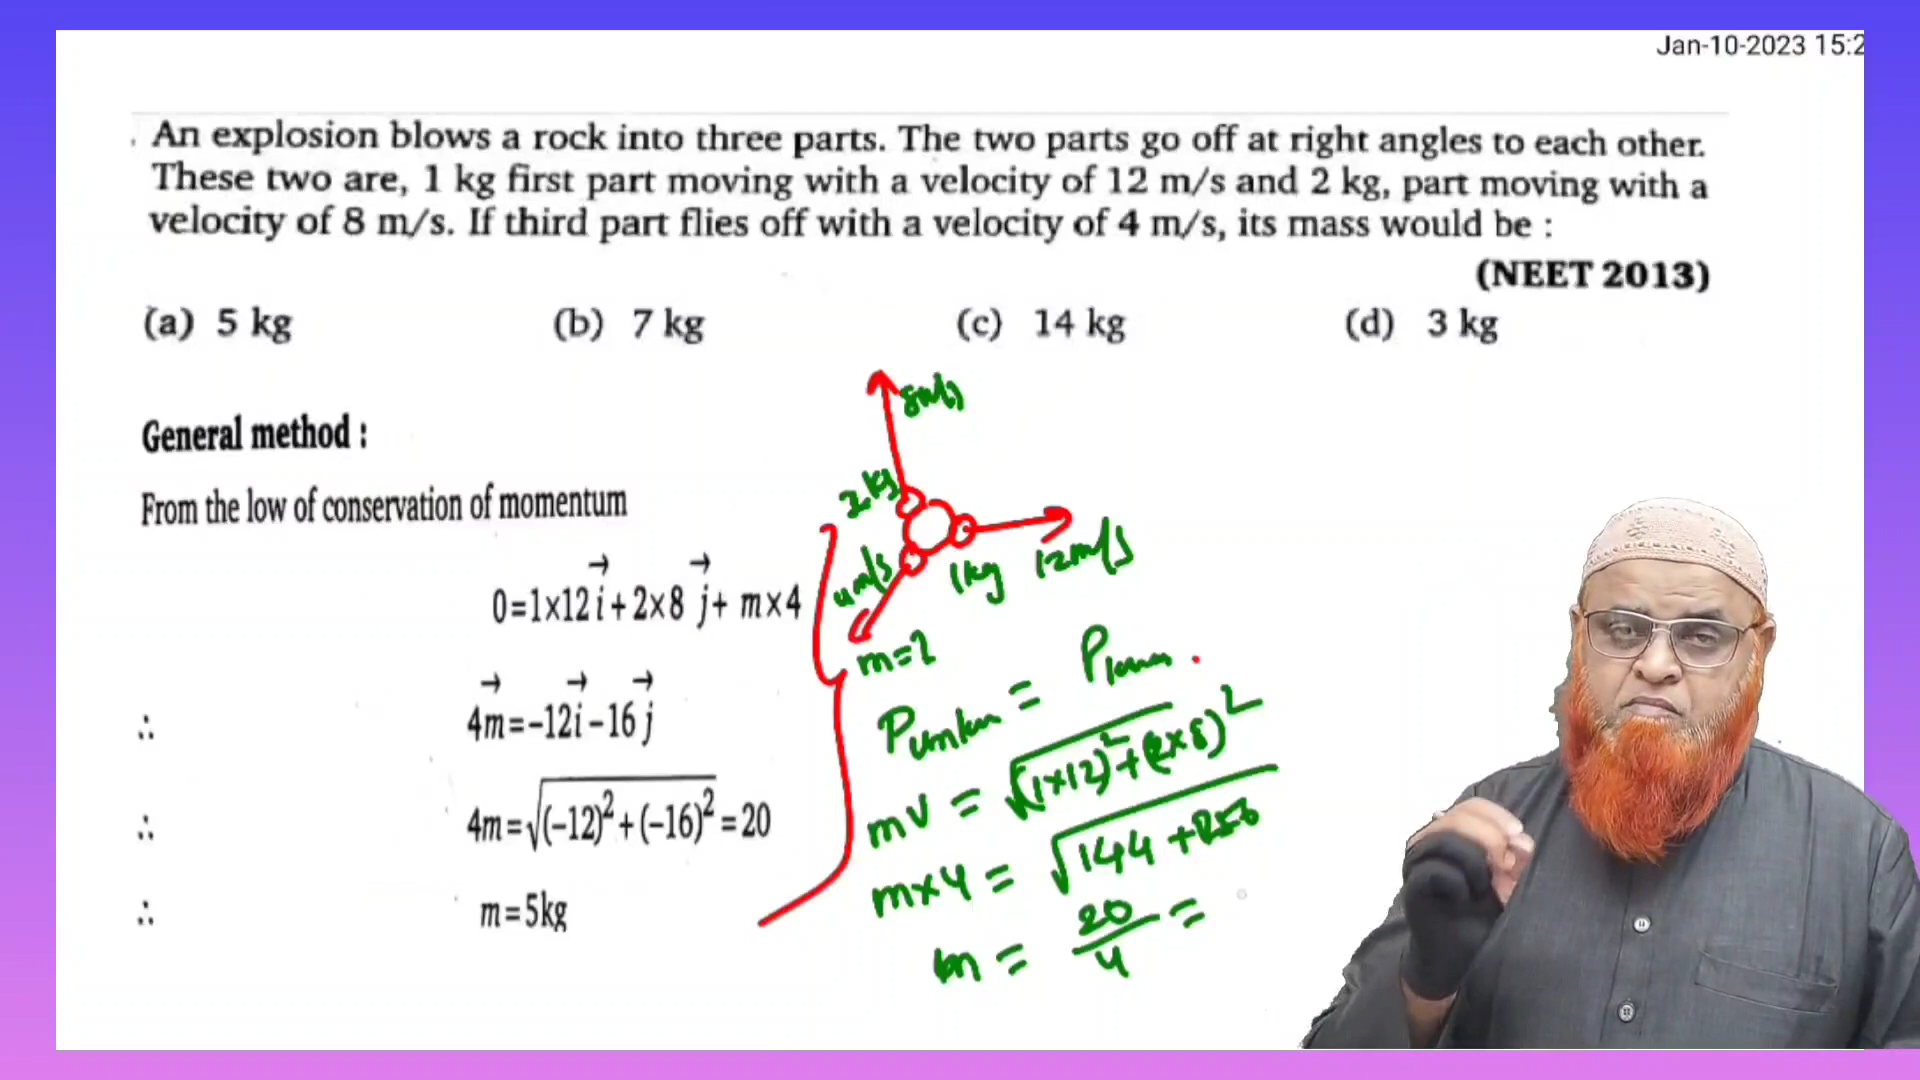 Jan-10-2023 15:2
An explosion blows a rock into three parts. The two parts go off at right angles to each other.
These two are, 1 kg first part moving with a velocity of 12 m/s and 2 kg, part moving with a
velocity of 8 m/s. If third part flies off with a velocity of 4 m/s, its mass would be :
(NEET 2013)
(a) 5 kg (b) 7 kg (c) 14 kg (d) 3 kg
General method :
From the low of conservation of momentum
0=1×12 i⃗ + 2×8 j⃗ + m×4
∴ 4m⃗=-12i⃗-16j⃗
∴ 4m=√(-12)²+(-16)²=20
∴ m=5kg
8m/s
2kg
4m/s
1kg 12m/s
m=?
P =
mv = √(1×12)²+(2×8)²
m×4 = √144+256
m = 20/4 =